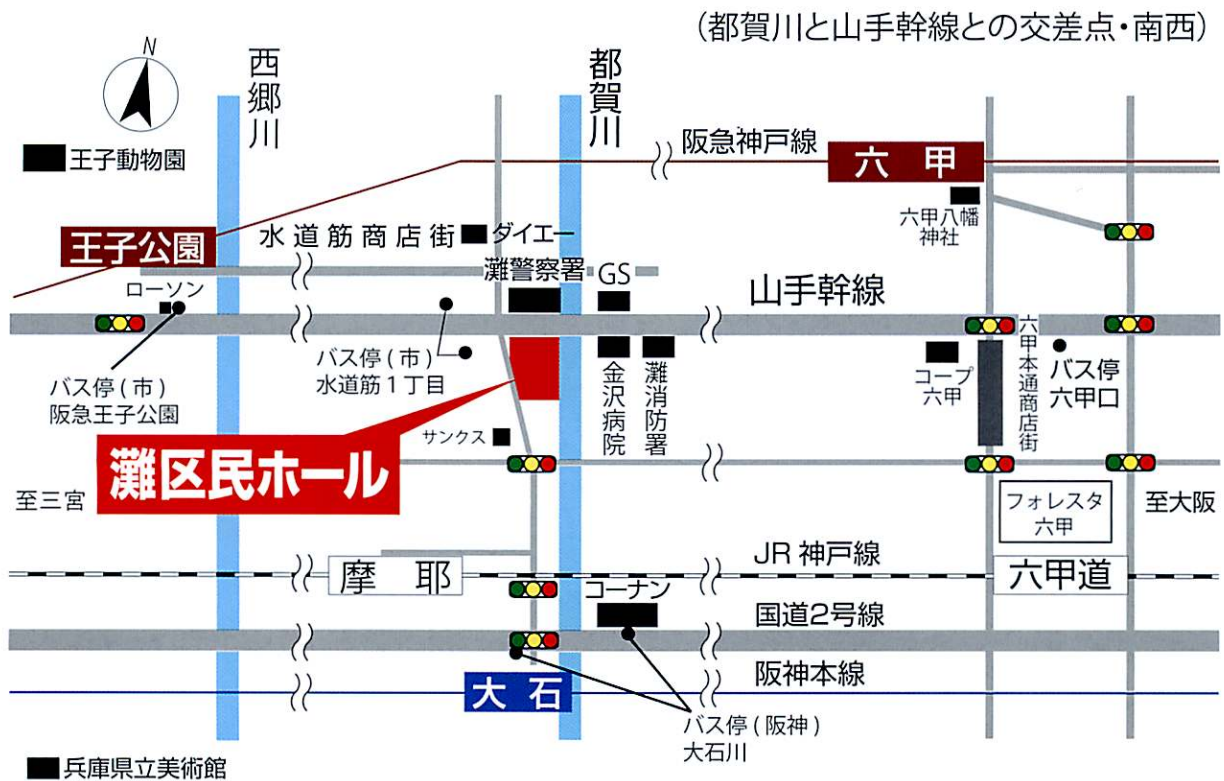 (都賀川と山手幹線との交差点・南西)
N
西郷川
都賀川
王子動物園
阪急神戸線
六甲
六甲八幡
神社
王子公園
水道筋商店街
ダイエー
灘警察署
GS
ローソン
山手幹線
バス停(市)
阪急王子公園
バス停(市)
水道筋1丁目
金沢病院
灘消防署
コープ
六甲
六甲本通商店街
バス停
六甲口
サンクス
灘区民ホール
至三宮
フォレスタ
六甲
至大阪
JR神戸線
摩耶
六甲道
コーナン
国道2号線
阪神本線
大石
バス停(阪神)
大石川
兵庫県立美術館